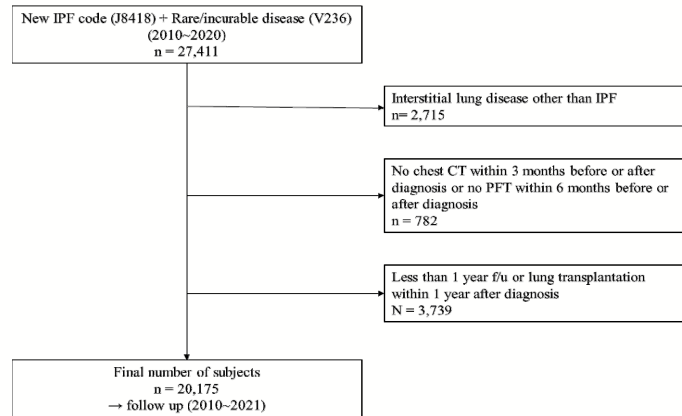 New IPF code (J8418) + Rare/incurable disease (V236)
(2010~2020)
n = 27,411
Interstitial lung disease other than IPF
n= 2,715
No chest CT within 3 months before or after
diagnosis or no PFT within 6 months before or
after diagnosis
n = 782
Less than 1 year f/u or lung transplantation
within 1 year after diagnosis
N = 3,739
Final number of subjects
n = 20,175
→ follow up (2010~2021)